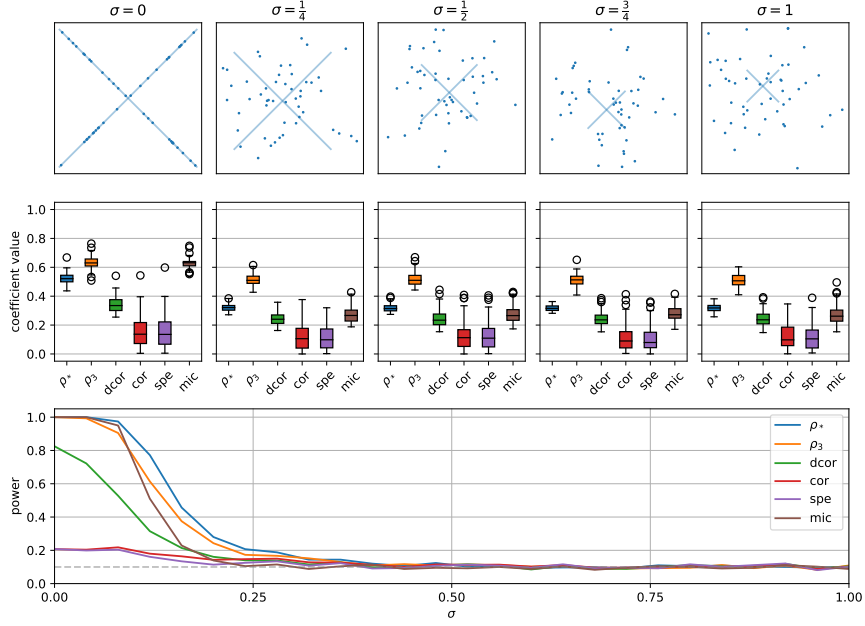 σ = 0 σ = 1/4 σ = 1/2 σ = 3/4 σ = 1
coefficient value
1.0
0.8
0.6
0.4
0.2
0.0
ρ* ρ3 dcor cor spe mic ρ* ρ3 dcor cor spe mic ρ* ρ3 dcor cor spe mic ρ* ρ3 dcor cor spe mic ρ* ρ3 dcor cor spe mic
power
1.0
0.8
0.6
0.4
0.2
0.0
ρ*
ρ3
dcor
cor
spe
mic
0.00 0.25 0.50 0.75 1.00
σ